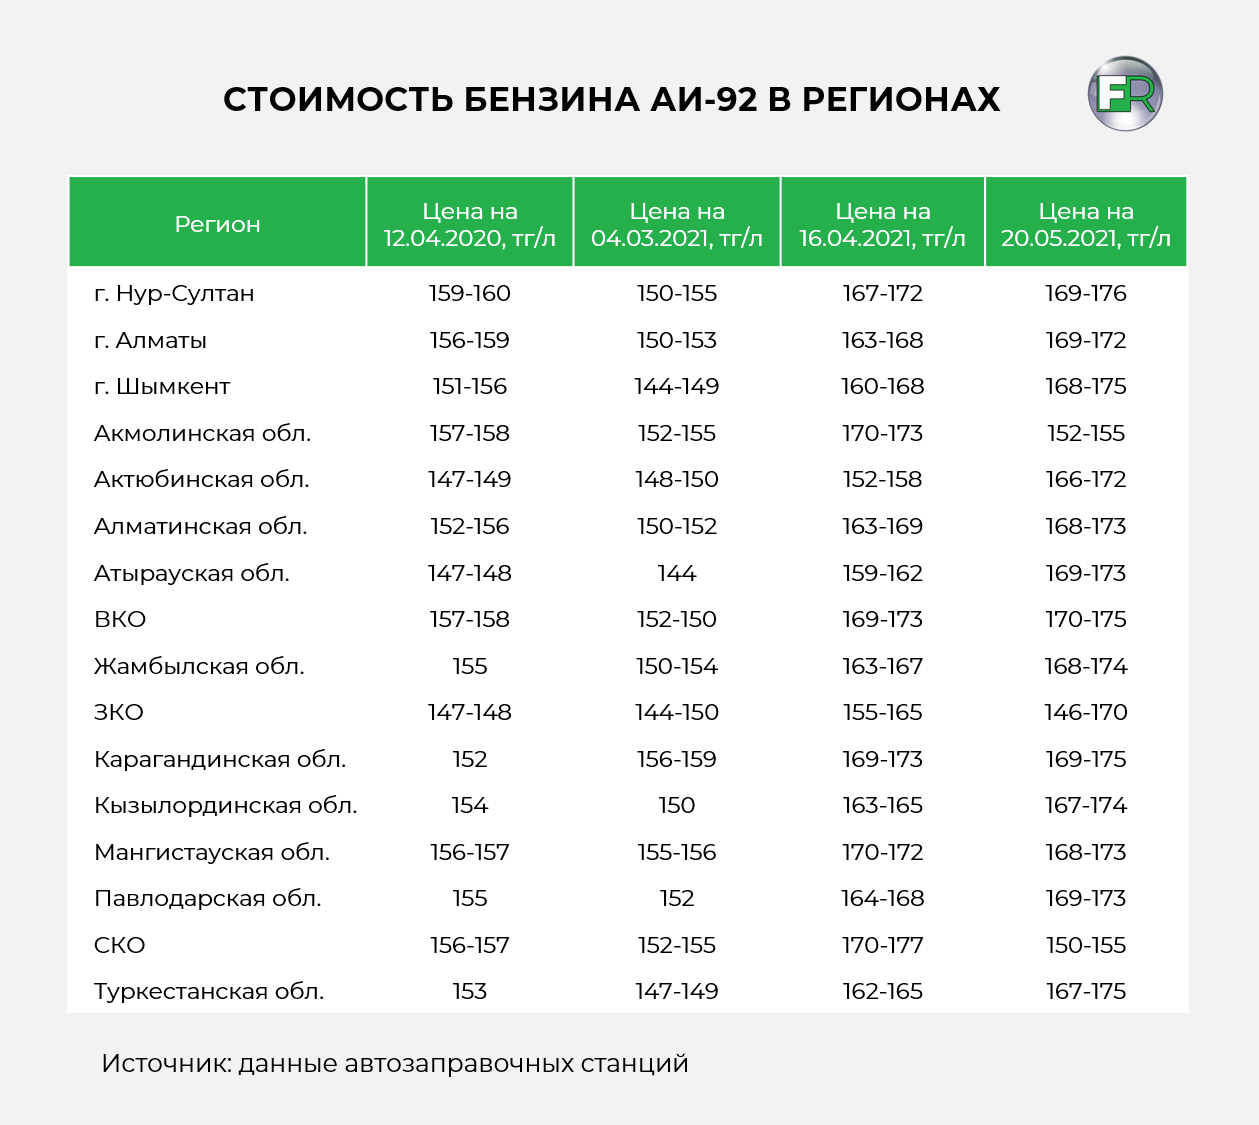 СТОИМОСТЬ БЕНЗИНА АИ-92 В РЕГИОНАХ
FR
Регион Цена на 12.04.2020, тг/л Цена на 04.03.2021, тг/л Цена на 16.04.2021, тг/л Цена на 20.05.2021, тг/л
г. Нур-Султан 159-160 150-155 167-172 169-176
г. Алматы 156-159 150-153 163-168 169-172
г. Шымкент 151-156 144-149 160-168 168-175
Акмолинская обл. 157-158 152-155 170-173 152-155
Актюбинская обл. 147-149 148-150 152-158 166-172
Алматинская обл. 152-156 150-152 163-169 168-173
Атырауская обл. 147-148 144 159-162 169-173
ВКО 157-158 152-150 169-173 170-175
Жамбылская обл. 155 150-154 163-167 168-174
ЗКО 147-148 144-150 155-165 146-170
Карагандинская обл. 152 156-159 169-173 169-175
Кызылординская обл. 154 150 163-165 167-174
Мангистауская обл. 156-157 155-156 170-172 168-173
Павлодарская обл. 155 152 164-168 169-173
СКО 156-157 152-155 170-177 150-155
Туркестанская обл. 153 147-149 162-165 167-175
Источник: данные автозаправочных станций